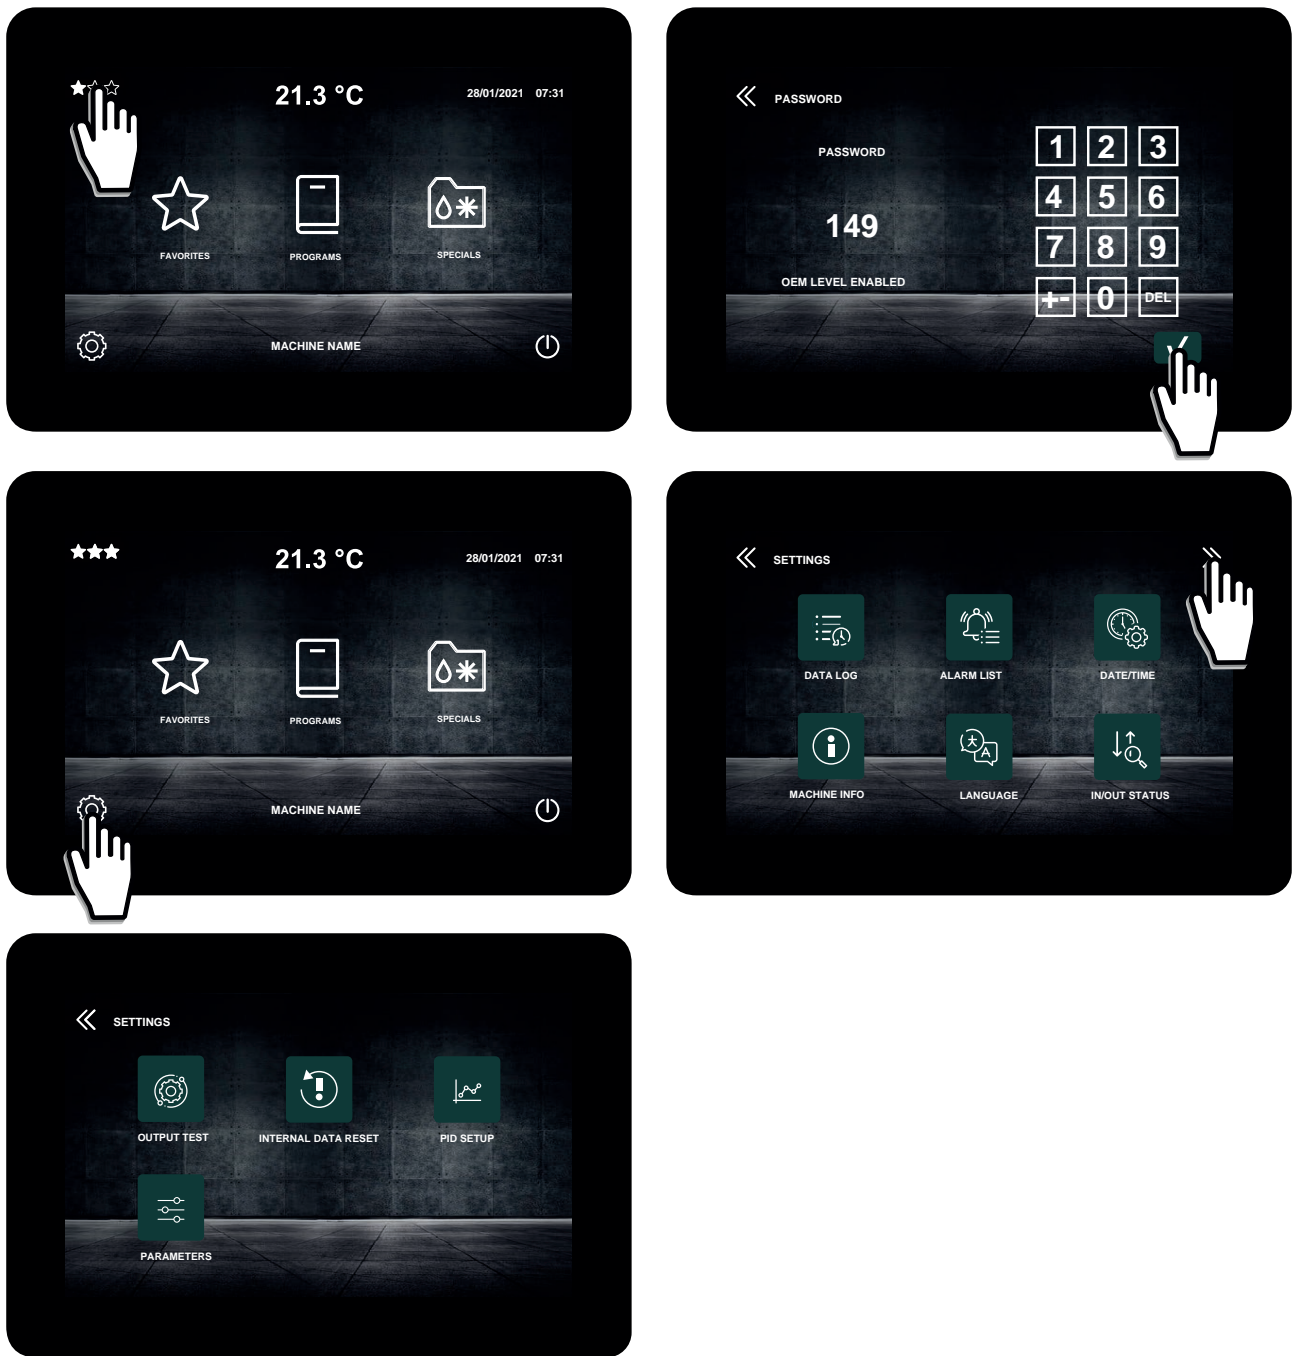 21.3 °C
28/01/2021 07:31
FAVORITES
PROGRAMS
SPECIALS
MACHINE NAME
PASSWORD
PASSWORD
149
OEM LEVEL ENABLED
1 2 3
4 5 6
7 8 9
+- 0 DEL
21.3 °C
28/01/2021 07:31
FAVORITES
PROGRAMS
SPECIALS
MACHINE NAME
SETTINGS
DATA LOG
ALARM LIST
DATE/TIME
MACHINE INFO
LANGUAGE
IN/OUT STATUS
SETTINGS
OUTPUT TEST
INTERNAL DATA RESET
PID SETUP
PARAMETERS